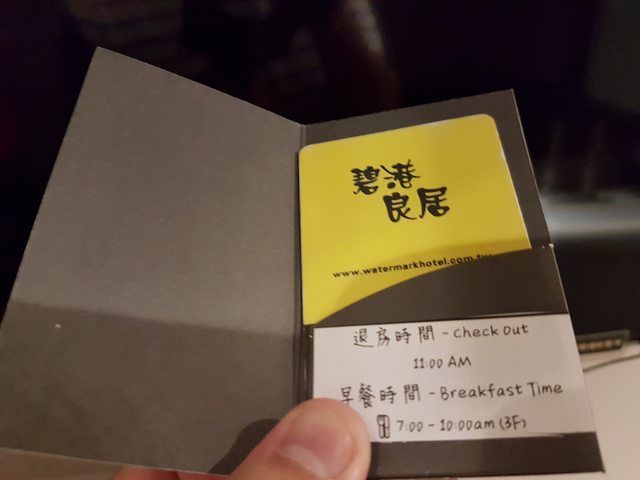 碧港
良居
www.watermarkhotel.com.tw
退房時間 - check out
11:00 AM
早餐時間 - Breakfast Time
7:00 - 10:00am (3F)